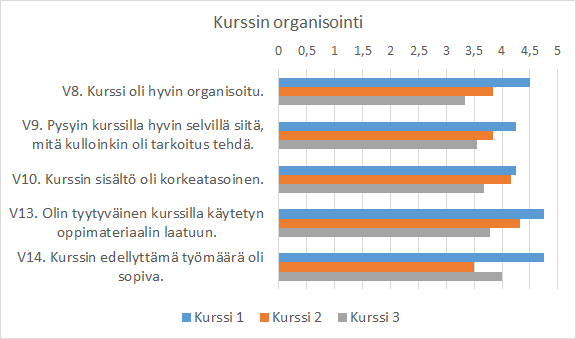 Kurssin organisointi
0 0,5 1 1,5 2 2,5 3 3,5 4 4,5 5
V8. Kurssi oli hyvin organisoitu.
V9. Pysyin kurssilla hyvin selvillä siitä,
mitä kulloinkin oli tarkoitus tehdä.
V10. Kurssin sisältö oli korkeatasoinen.
V13. Olin tyytyväinen kurssilla käytetyn
oppimateriaalin laatuun.
V14. Kurssin edellyttämä työmäärä oli
sopiva.
Kurssi 1 Kurssi 2 Kurssi 3